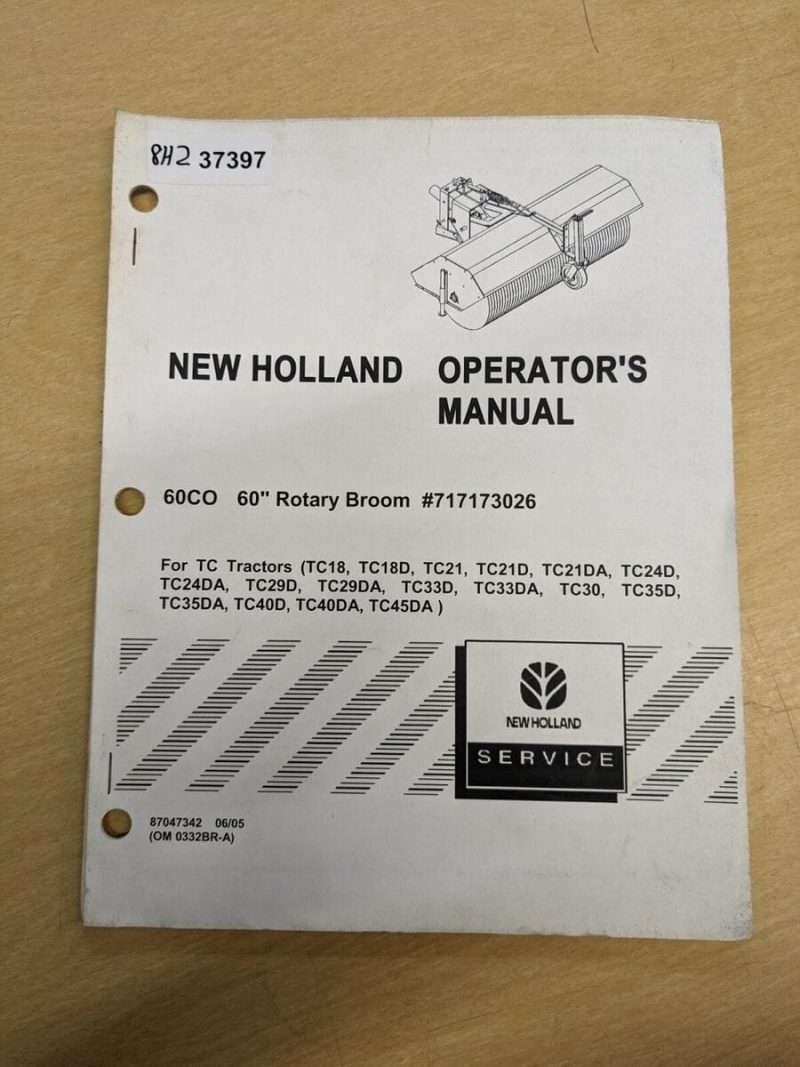 8H2 37397
NEW HOLLAND OPERATOR'S
MANUAL
60CO 60" Rotary Broom #717173026
For TC Tractors (TC18, TC18D, TC21, TC21D, TC21DA, TC24D,
TC24DA, TC29D, TC29DA, TC33D, TC33DA, TC30, TC35D,
TC35DA, TC40D, TC40DA, TC45DA )
NEW HOLLAND
SERVICE
87047342 06/05
(OM 0332BR-A)